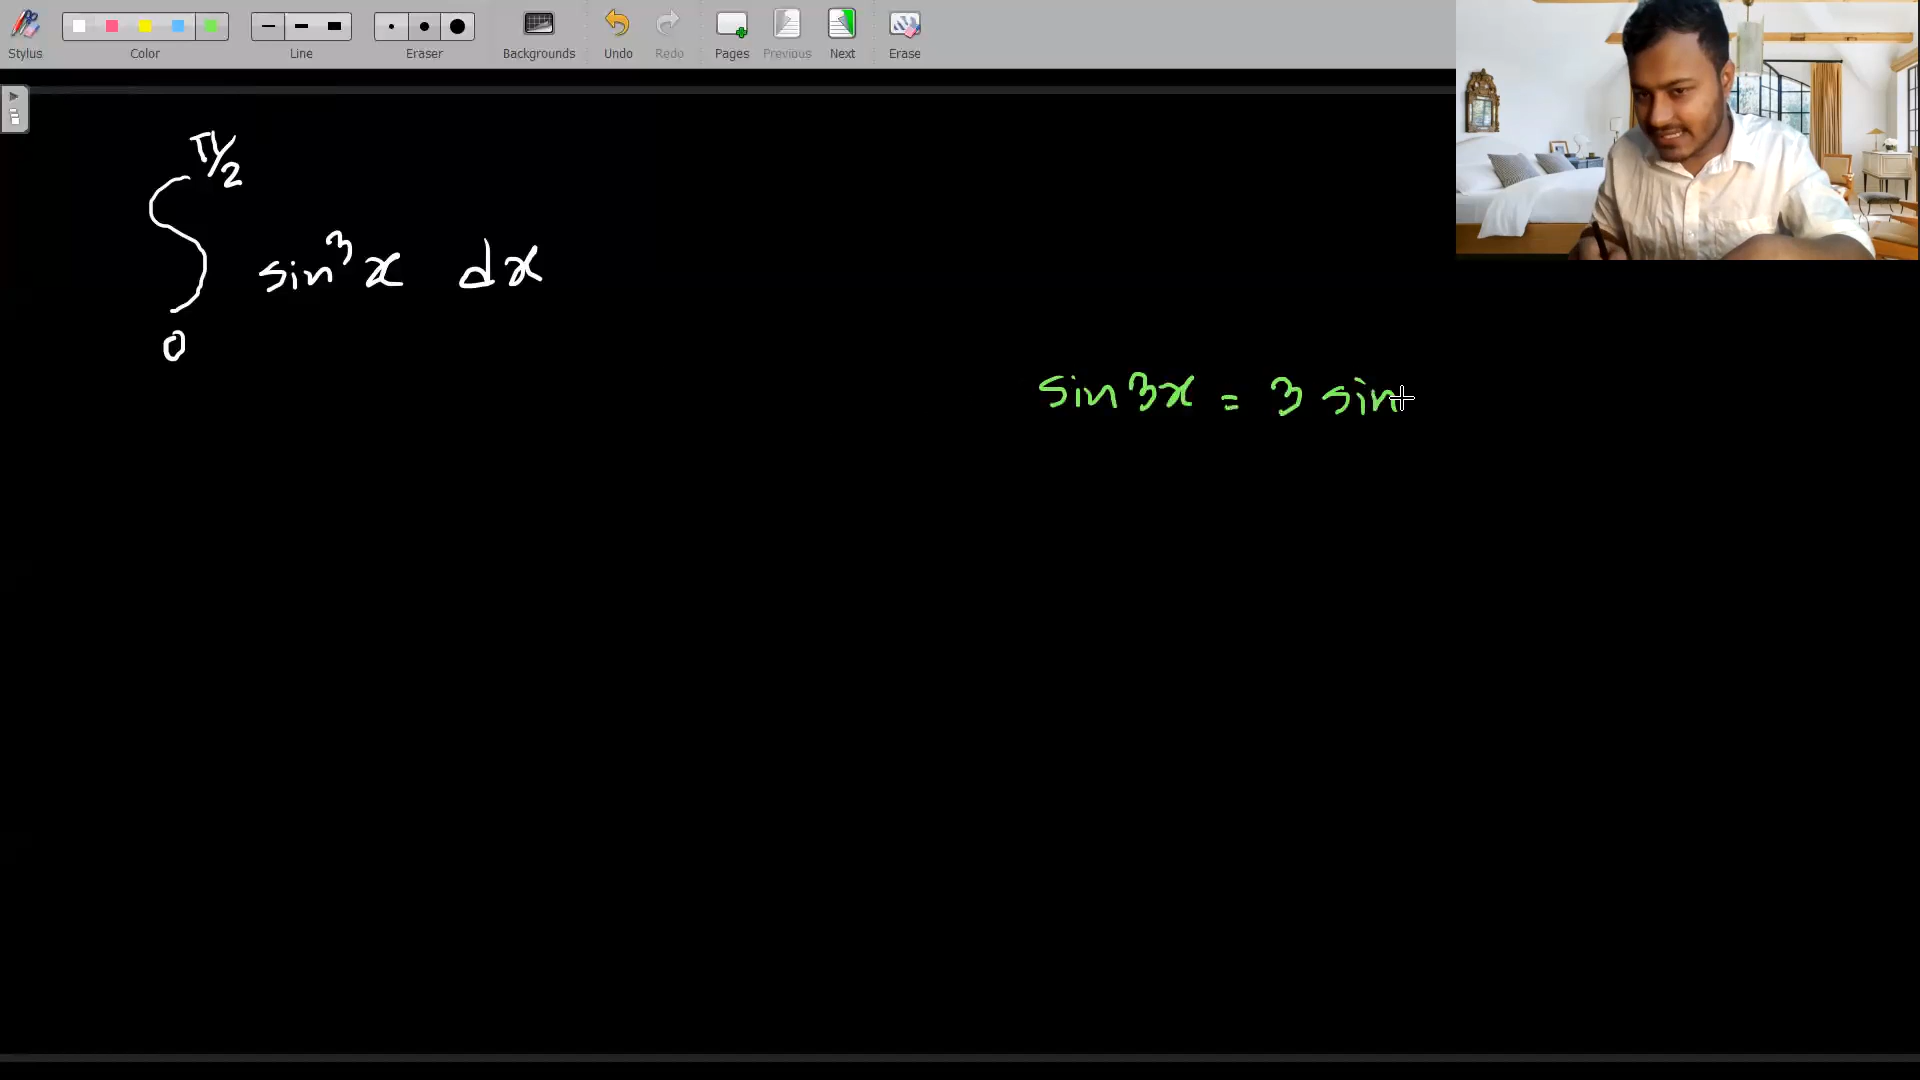 Stylus Color Line Eraser Backgrounds Undo Redo Pages Previous Next Erase
π/2
∫ sin³x dx
0
sin 3x = 3 sin